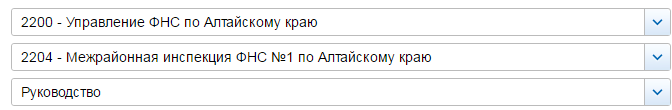 2200 - Управление ФНС по Алтайскому краю
2204 - Межрайонная инспекция ФНС №1 по Алтайскому краю
Руководство